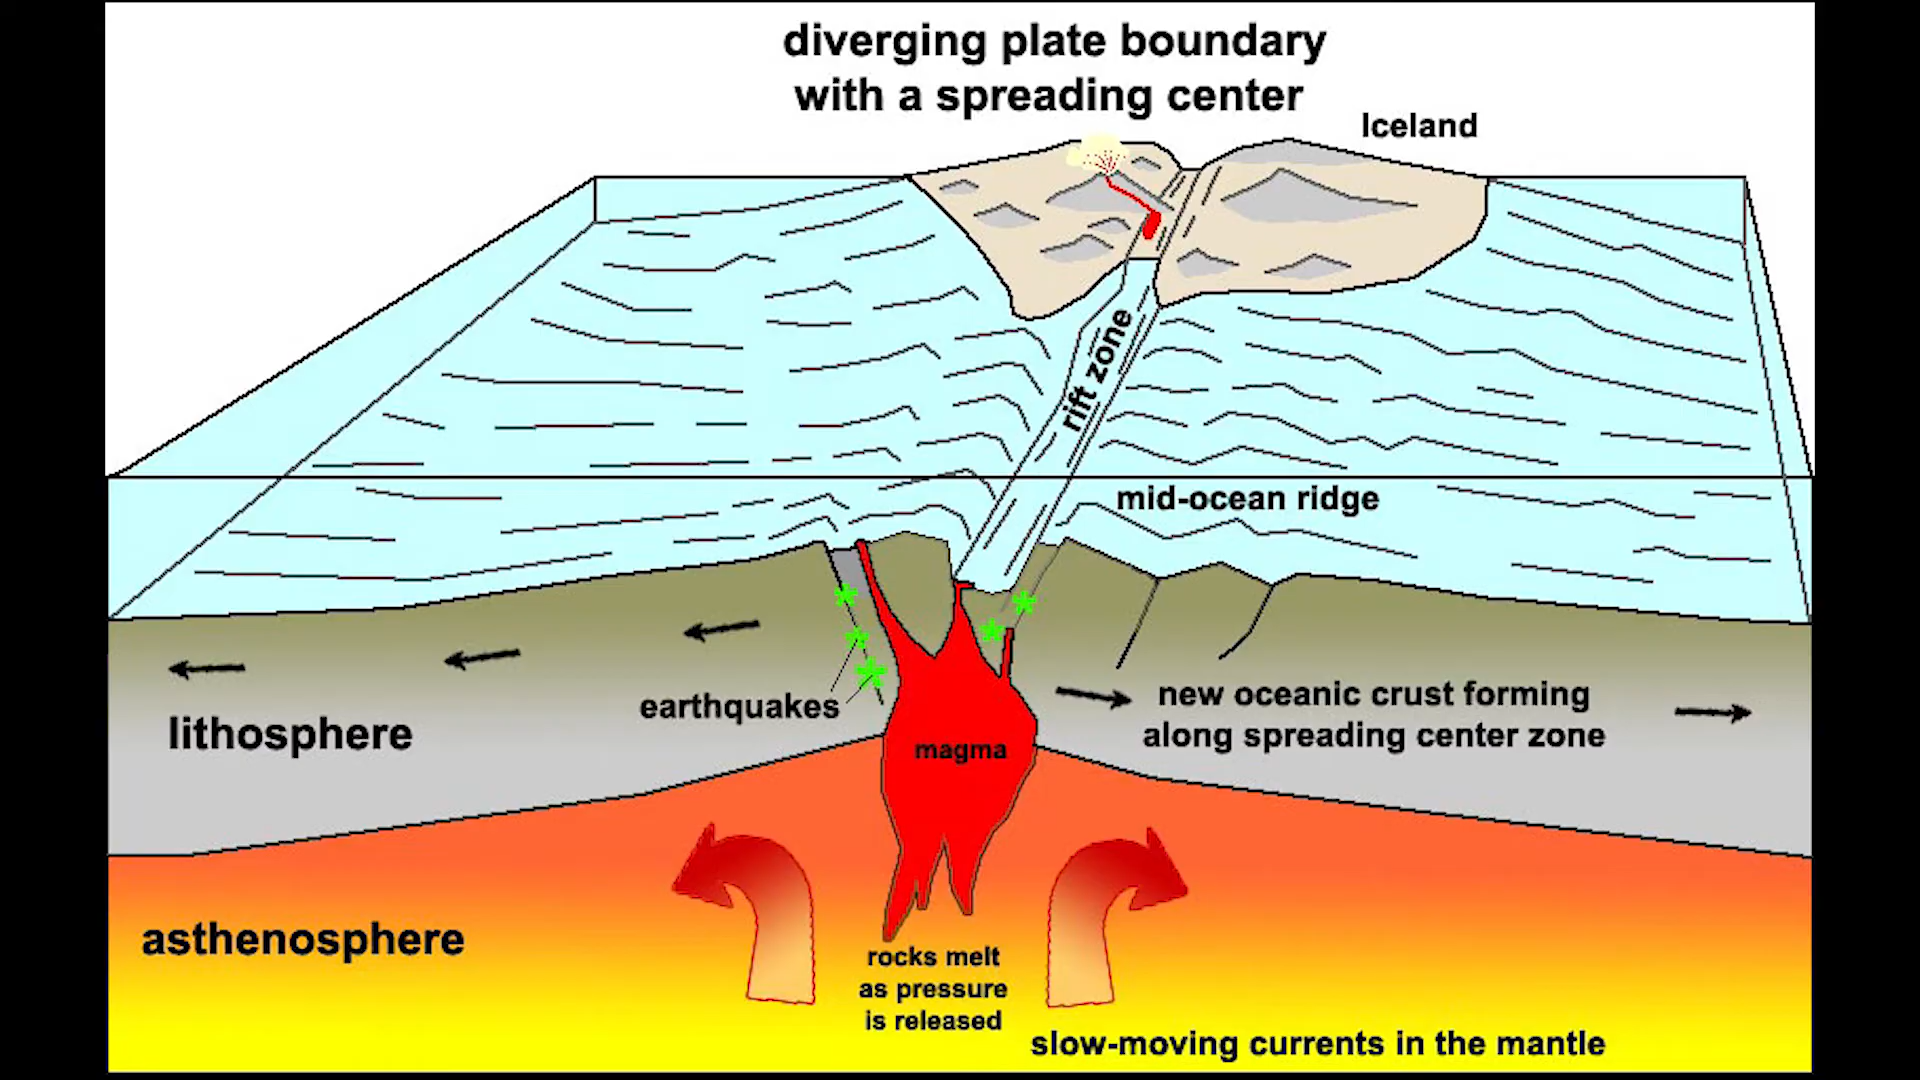 diverging plate boundary
with a spreading center
Iceland
rift zone
mid-ocean ridge
earthquakes
new oceanic crust forming
along spreading center zone
lithosphere
magma
asthenosphere
rocks melt
as pressure
is released
slow-moving currents in the mantle